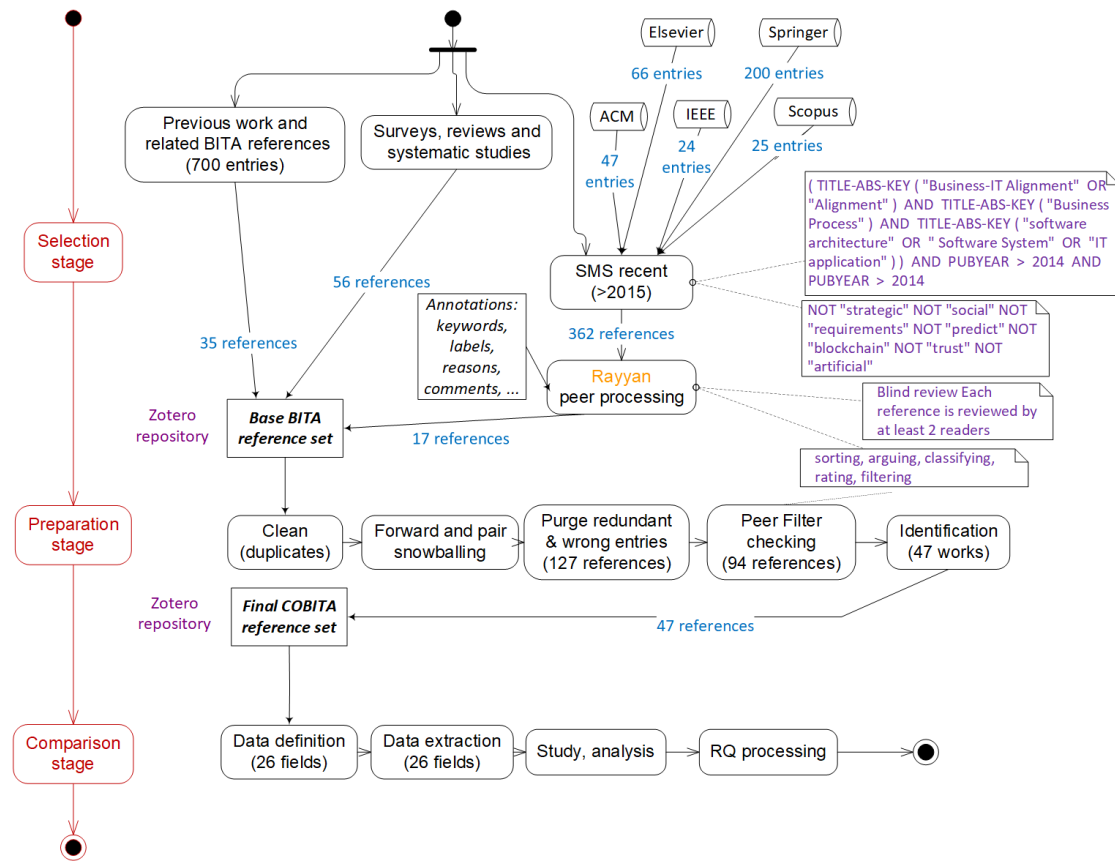 Elsevier
Springer
66 entries
200 entries
ACM
IEEE
Scopus
47
entries
24
entries
25 entries
Previous work and
related BITA references
(700 entries)
Surveys, reviews and
systematic studies
( TITLE-ABS-KEY ( "Business-IT Alignment"  OR
"Alignment" )  AND  TITLE-ABS-KEY ( "Business
Process" )  AND  TITLE-ABS-KEY ( "software
architecture"  OR  " Software System"  OR  "IT
application" ) )  AND  PUBYEAR  >  2014  AND
PUBYEAR  >  2014
Selection
stage
SMS recent
(>2015)
56 references
Annotations:
keywords,
labels,
reasons,
comments, ...
NOT "strategic" NOT "social" NOT
"requirements" NOT "predict" NOT
"blockchain" NOT "trust" NOT
"artificial"
35 references
362 references
Rayyan
peer processing
Blind review Each
reference is reviewed by
at least 2 readers
Zotero
repository
Base BITA
reference set
17 references
sorting, arguing, classifying,
rating, filtering
Preparation
stage
Clean
(duplicates)
Forward and pair
snowballing
Purge redundant
& wrong entries
(127 references)
Peer Filter
checking
(94 references)
Identification
(47 works)
Zotero
repository
Final COBITA
reference set
47 references
Comparison
stage
Data definition
(26 fields)
Data extraction
(26 fields)
Study, analysis
RQ processing